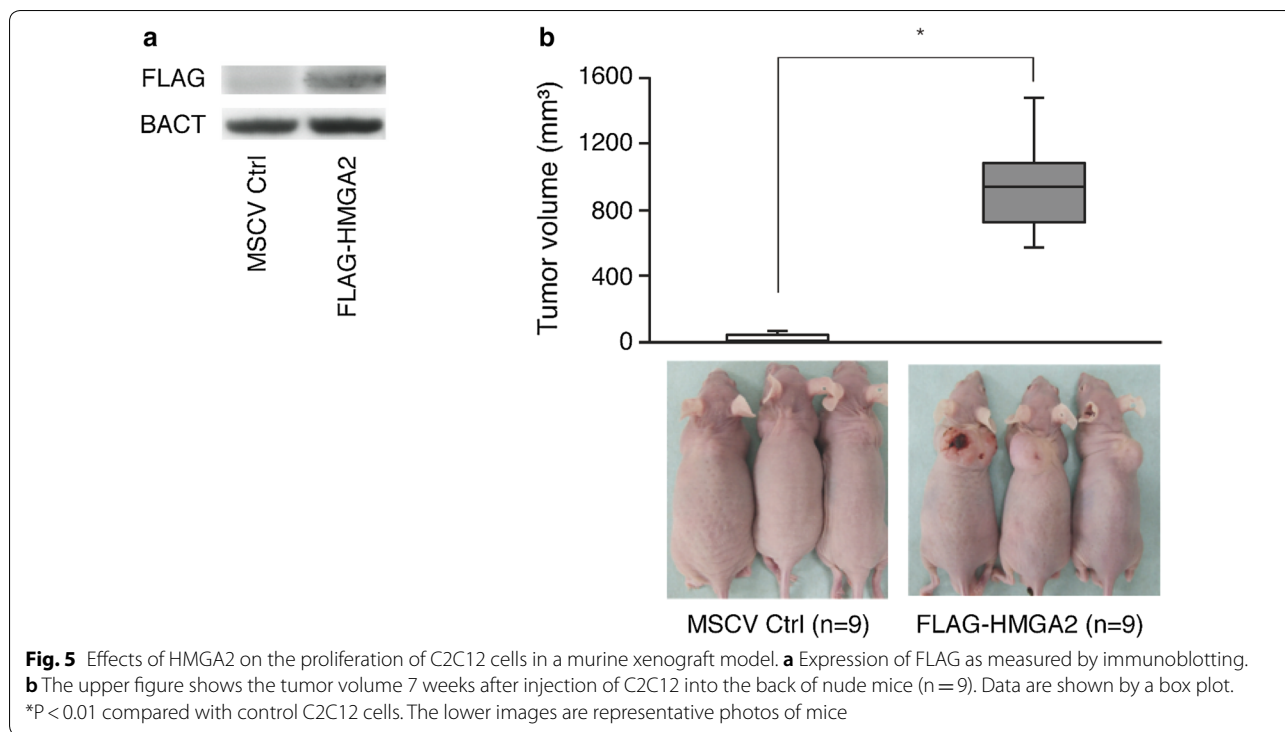 a
FLAG
BACT
MSCV Ctrl
FLAG-HMGA2
b
*
Tumor volume (mm³)
1600
1200
800
400
0
MSCV Ctrl (n=9)
FLAG-HMGA2 (n=9)
Fig. 5 Effects of HMGA2 on the proliferation of C2C12 cells in a murine xenograft model. a Expression of FLAG as measured by immunoblotting.
b The upper figure shows the tumor volume 7 weeks after injection of C2C12 into the back of nude mice (n = 9). Data are shown by a box plot.
*P < 0.01 compared with control C2C12 cells. The lower images are representative photos of mice